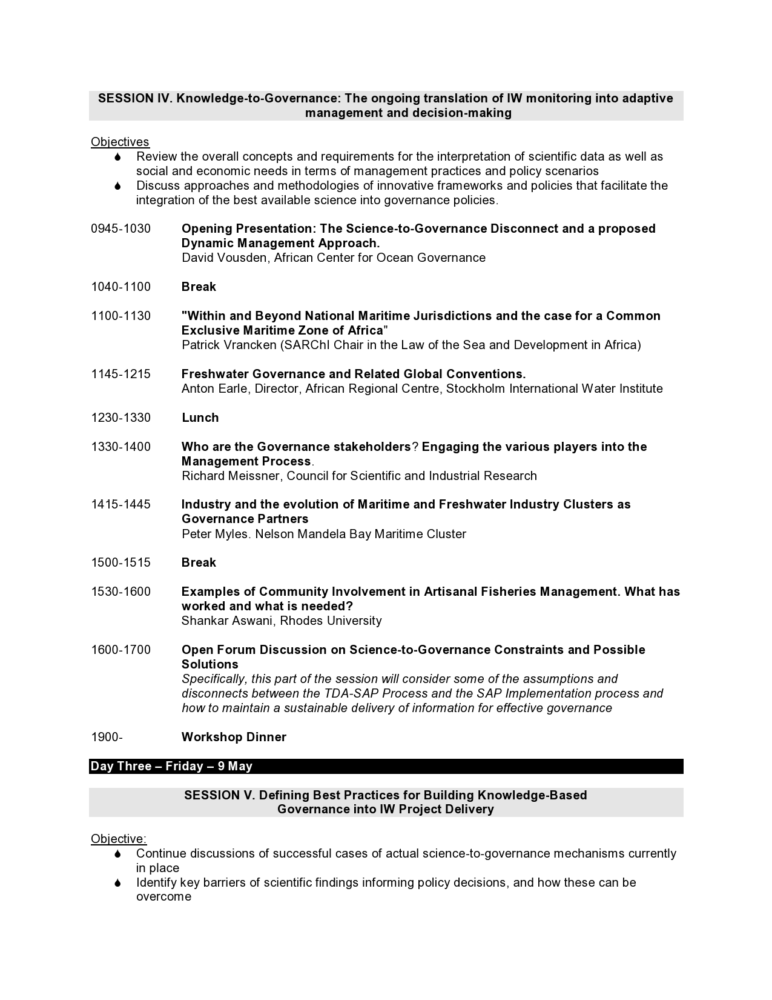 SESSION IV. Knowledge-to-Governance: The ongoing translation of IW monitoring into adaptive
management and decision-making
Objectives
Review the overall concepts and requirements for the interpretation of scientific data as well as
social and economic needs in terms of management practices and policy scenarios
Discuss approaches and methodologies of innovative frameworks and policies that facilitate the
integration of the best available science into governance policies.
0945-1030 Opening Presentation: The Science-to-Governance Disconnect and a proposed
Dynamic Management Approach.
David Vousden, African Center for Ocean Governance
1040-1100 Break
1100-1130 "Within and Beyond National Maritime Jurisdictions and the case for a Common
Exclusive Maritime Zone of Africa"
Patrick Vrancken (SARChI Chair in the Law of the Sea and Development in Africa)
1145-1215 Freshwater Governance and Related Global Conventions.
Anton Earle, Director, African Regional Centre, Stockholm International Water Institute
1230-1330 Lunch
1330-1400 Who are the Governance stakeholders? Engaging the various players into the
Management Process.
Richard Meissner, Council for Scientific and Industrial Research
1415-1445 Industry and the evolution of Maritime and Freshwater Industry Clusters as
Governance Partners
Peter Myles. Nelson Mandela Bay Maritime Cluster
1500-1515 Break
1530-1600 Examples of Community Involvement in Artisanal Fisheries Management. What has
worked and what is needed?
Shankar Aswani, Rhodes University
1600-1700 Open Forum Discussion on Science-to-Governance Constraints and Possible
Solutions
Specifically, this part of the session will consider some of the assumptions and
disconnects between the TDA-SAP Process and the SAP Implementation process and
how to maintain a sustainable delivery of information for effective governance
1900- Workshop Dinner
Day Three – Friday – 9 May
SESSION V. Defining Best Practices for Building Knowledge-Based
Governance into IW Project Delivery
Objective:
Continue discussions of successful cases of actual science-to-governance mechanisms currently
in place
Identify key barriers of scientific findings informing policy decisions, and how these can be
overcome